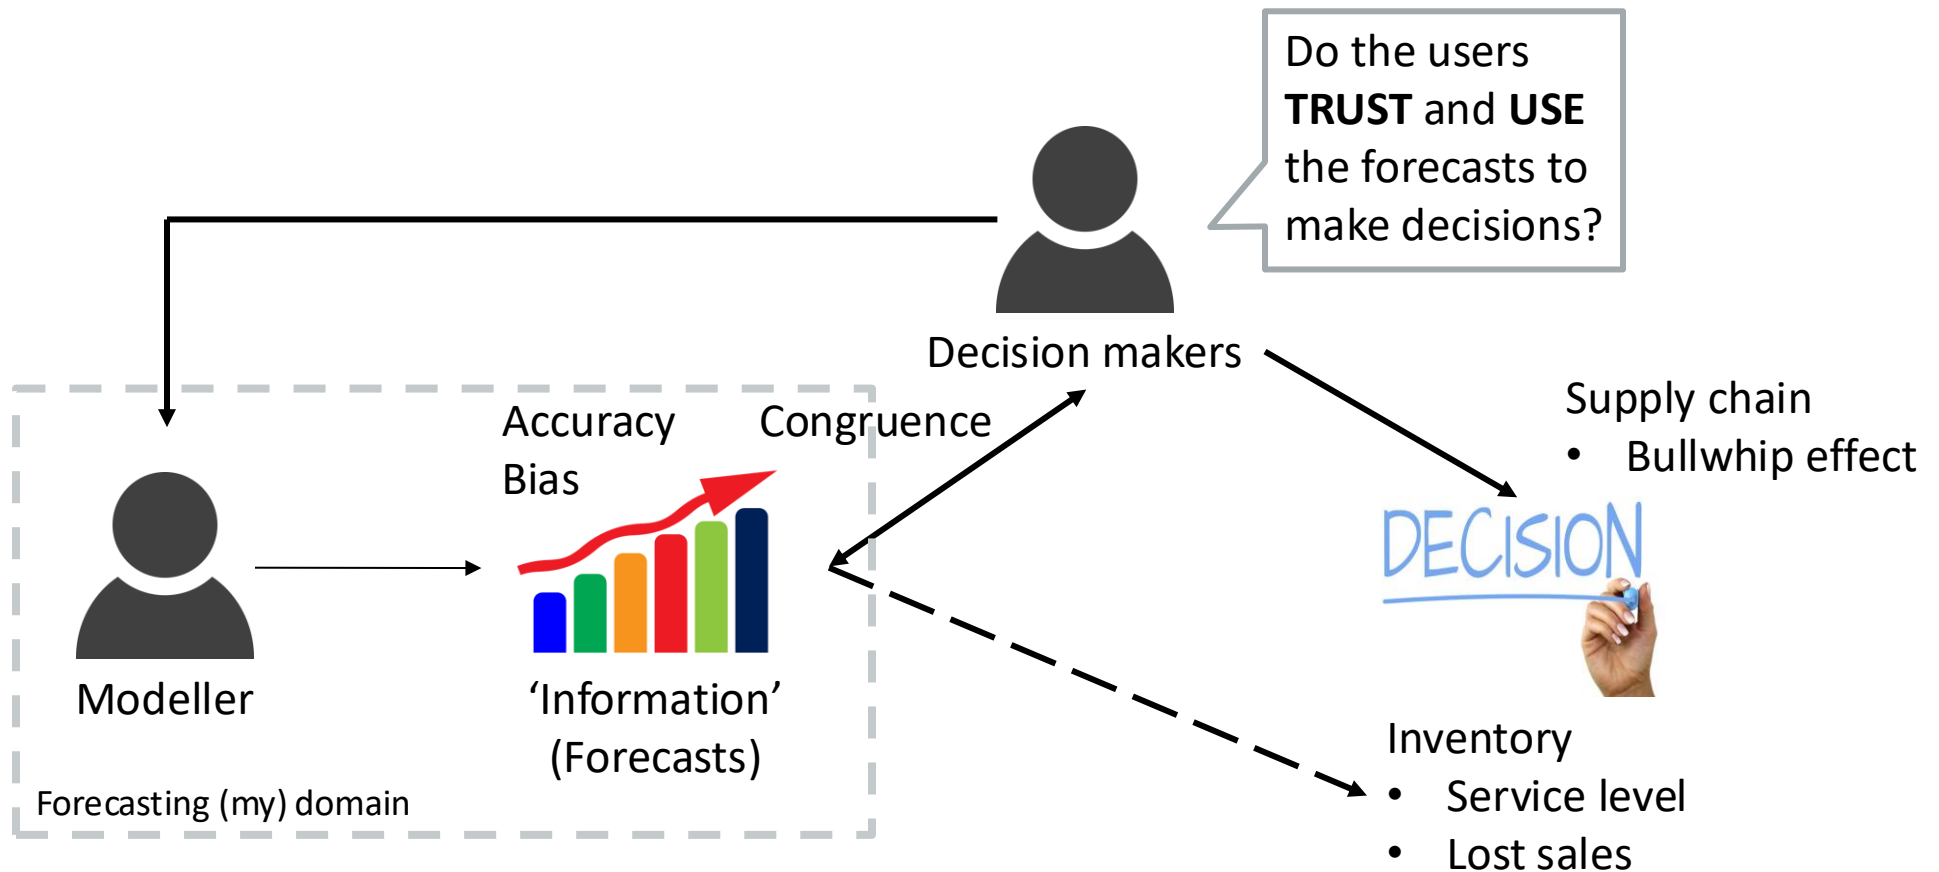 Do the users
TRUST and USE
the forecasts to
make decisions?
Decision makers
Accuracy
Bias
Congruence
Supply chain
• Bullwhip effect
DECISION
Modeller
‘Information’
(Forecasts)
Forecasting (my) domain
Inventory
• Service level
• Lost sales